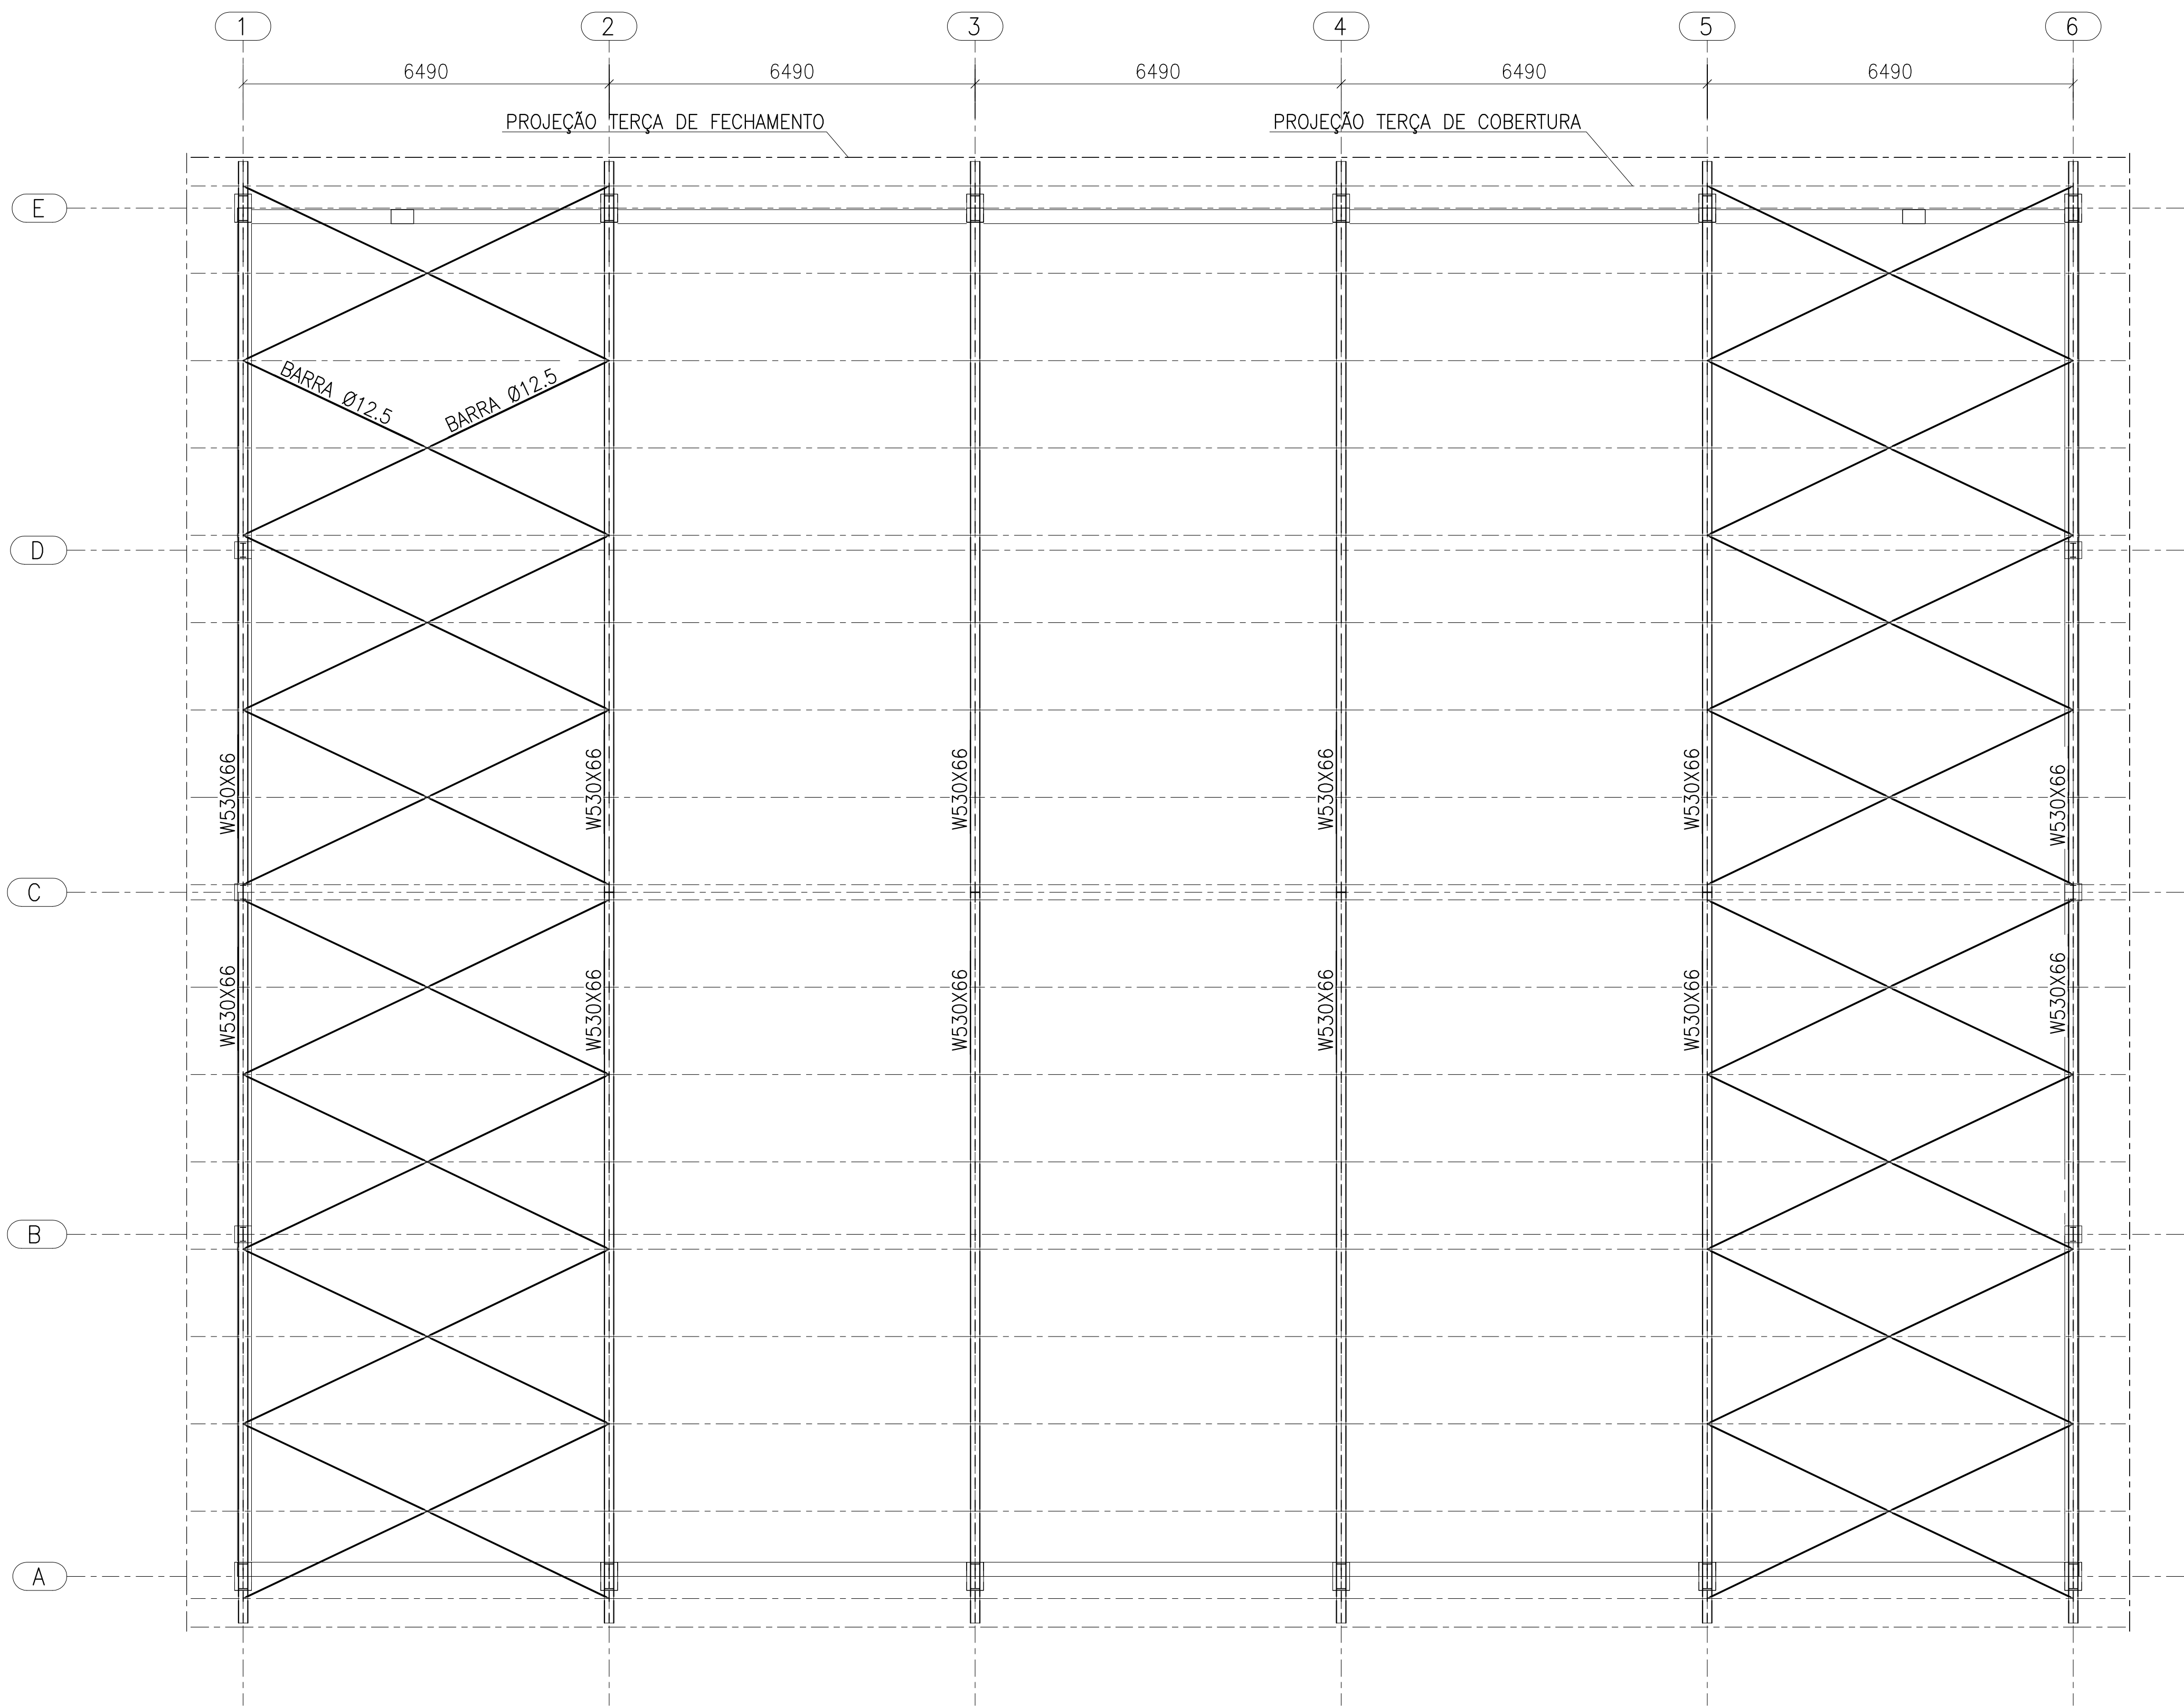 1 2 3 4 5 6
6490 6490 6490 6490 6490
PROJEÇÃO TERÇA DE FECHAMENTO
PROJEÇÃO TERÇA DE COBERTURA
E
BARRA Ø12.5
BARRA Ø12.5
D
W530X66 W530X66 W530X66 W530X66 W530X66 W530X66
C
W530X66 W530X66 W530X66 W530X66 W530X66 W530X66
B
A